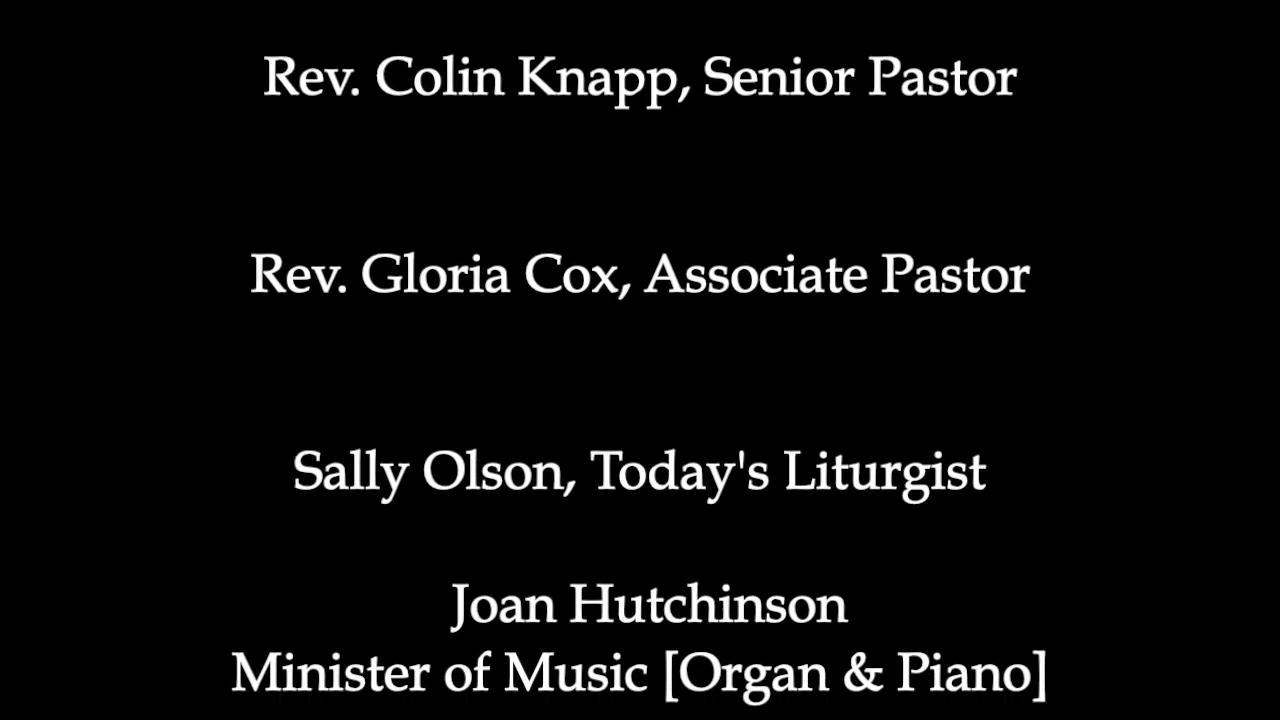 Rev. Colin Knapp, Senior Pastor
Rev. Gloria Cox, Associate Pastor
Sally Olson, Today's Liturgist
Joan Hutchinson
Minister of Music [Organ & Piano]